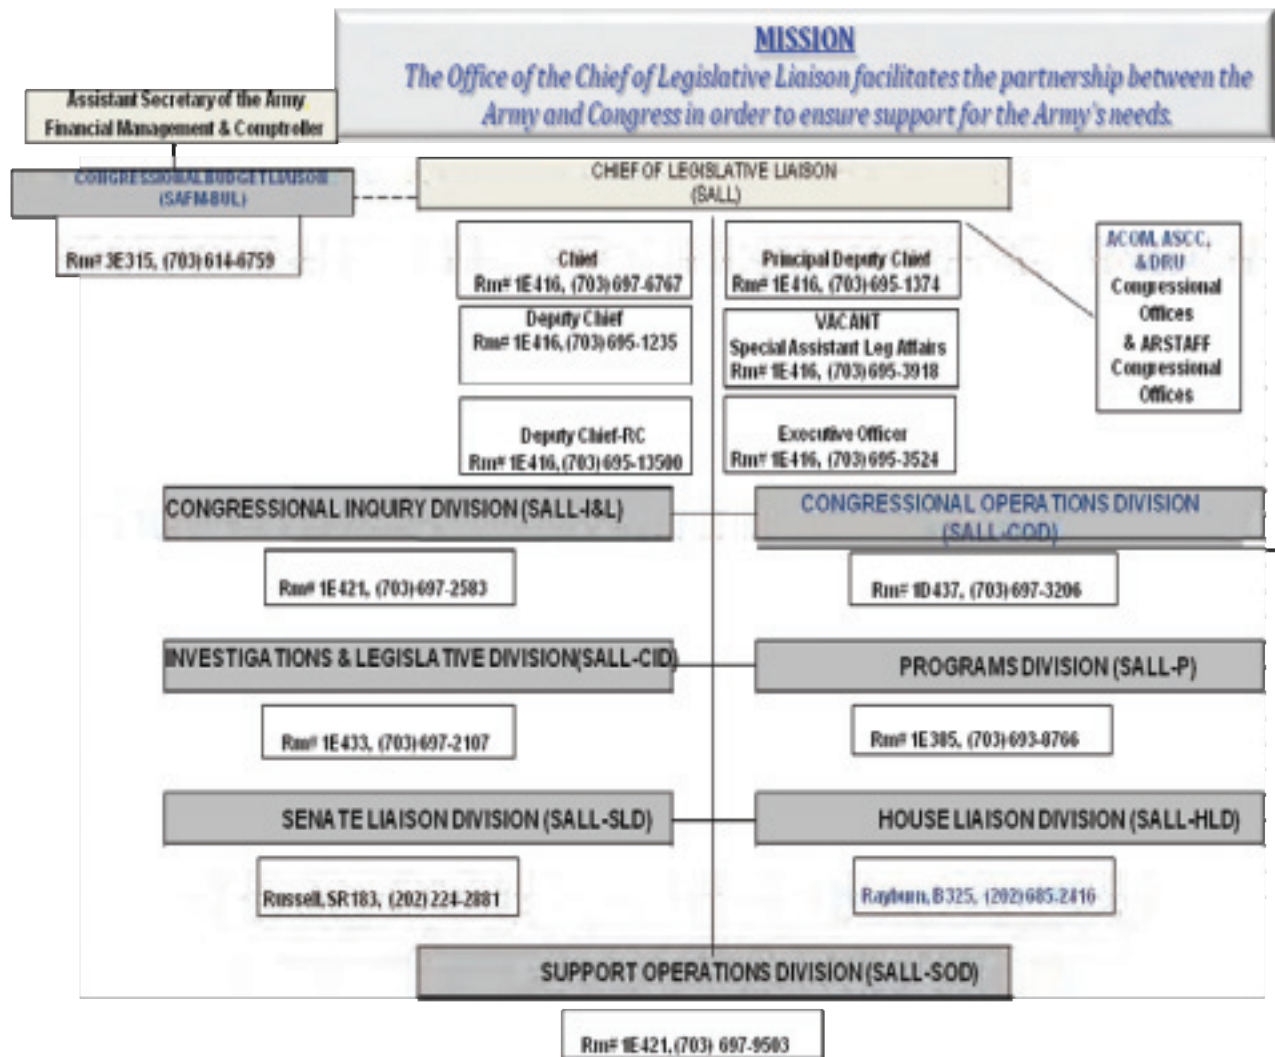 MISSION
The Office of the Chief of Legislative Liaison facilitates the partnership between the
Army and Congress in order to ensure support for the Army's needs.
Assistant Secretary of the Army
Financial Management & Comptroller
CONGRESSIONAL BUDGET LIAISON
(SAFM-BUL)
Rm# 3E315, (703) 614-6759
CHIEF OF LEGISLATIVE LIAISON
(SALL)
Chief
Rm# 1E416, (703) 697-6767
Principal Deputy Chief
Rm# 1E416, (703) 695-1374
Deputy Chief
Rm# 1E416, (703) 695-1235
VACANT
Special Assistant Leg Affairs
Rm# 1E416, (703) 695-3918
Deputy Chief-RC
Rm# 1E416, (703) 695-13500
Executive Officer
Rm# 1E416, (703) 695-3524
ACOM, ASCC,
& DRU
Congressional
Offices
& ARSTAFF
Congressional
Offices
CONGRESSIONAL INQUIRY DIVISION (SALL-I&L)
Rm# 1E421, (703) 697-2583
CONGRESSIONAL OPERATIONS DIVISION
(SALL-COD)
Rm# 1D437, (703) 697-3206
INVESTIGATIONS & LEGISLATIVE DIVISION(SALL-CID)
Rm# 1E433, (703) 697-2107
PROGRAMS DIVISION (SALL-P)
Rm# 1E385, (703) 693-8766
SENATE LIAISON DIVISION (SALL-SLD)
Russell, SR183, (202) 224-2881
HOUSE LIAISON DIVISION (SALL-HLD)
Rayburn, B325, (202) 685-2416
SUPPORT OPERATIONS DIVISION (SALL-SOD)
Rm# 1E421, (703) 697-9503